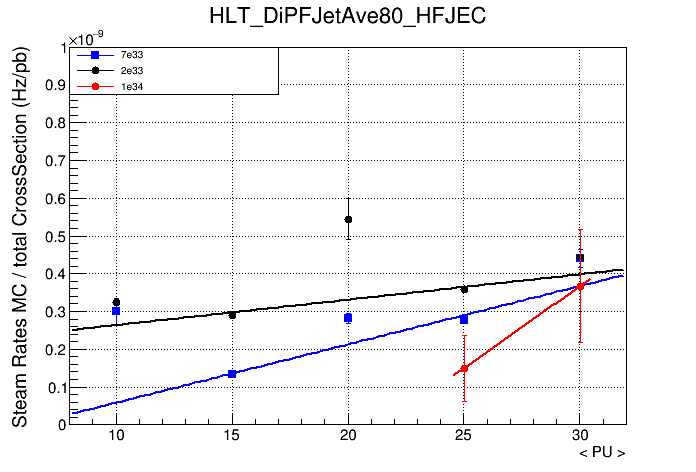 HLT_DiPFJetAve80_HFJEC
×10⁻⁹
Steam Rates MC / total CrossSection (Hz/pb)
7e33
2e33
1e34
1
0.9
0.8
0.7
0.6
0.5
0.4
0.3
0.2
0.1
0
10
15
20
25
30
< PU >